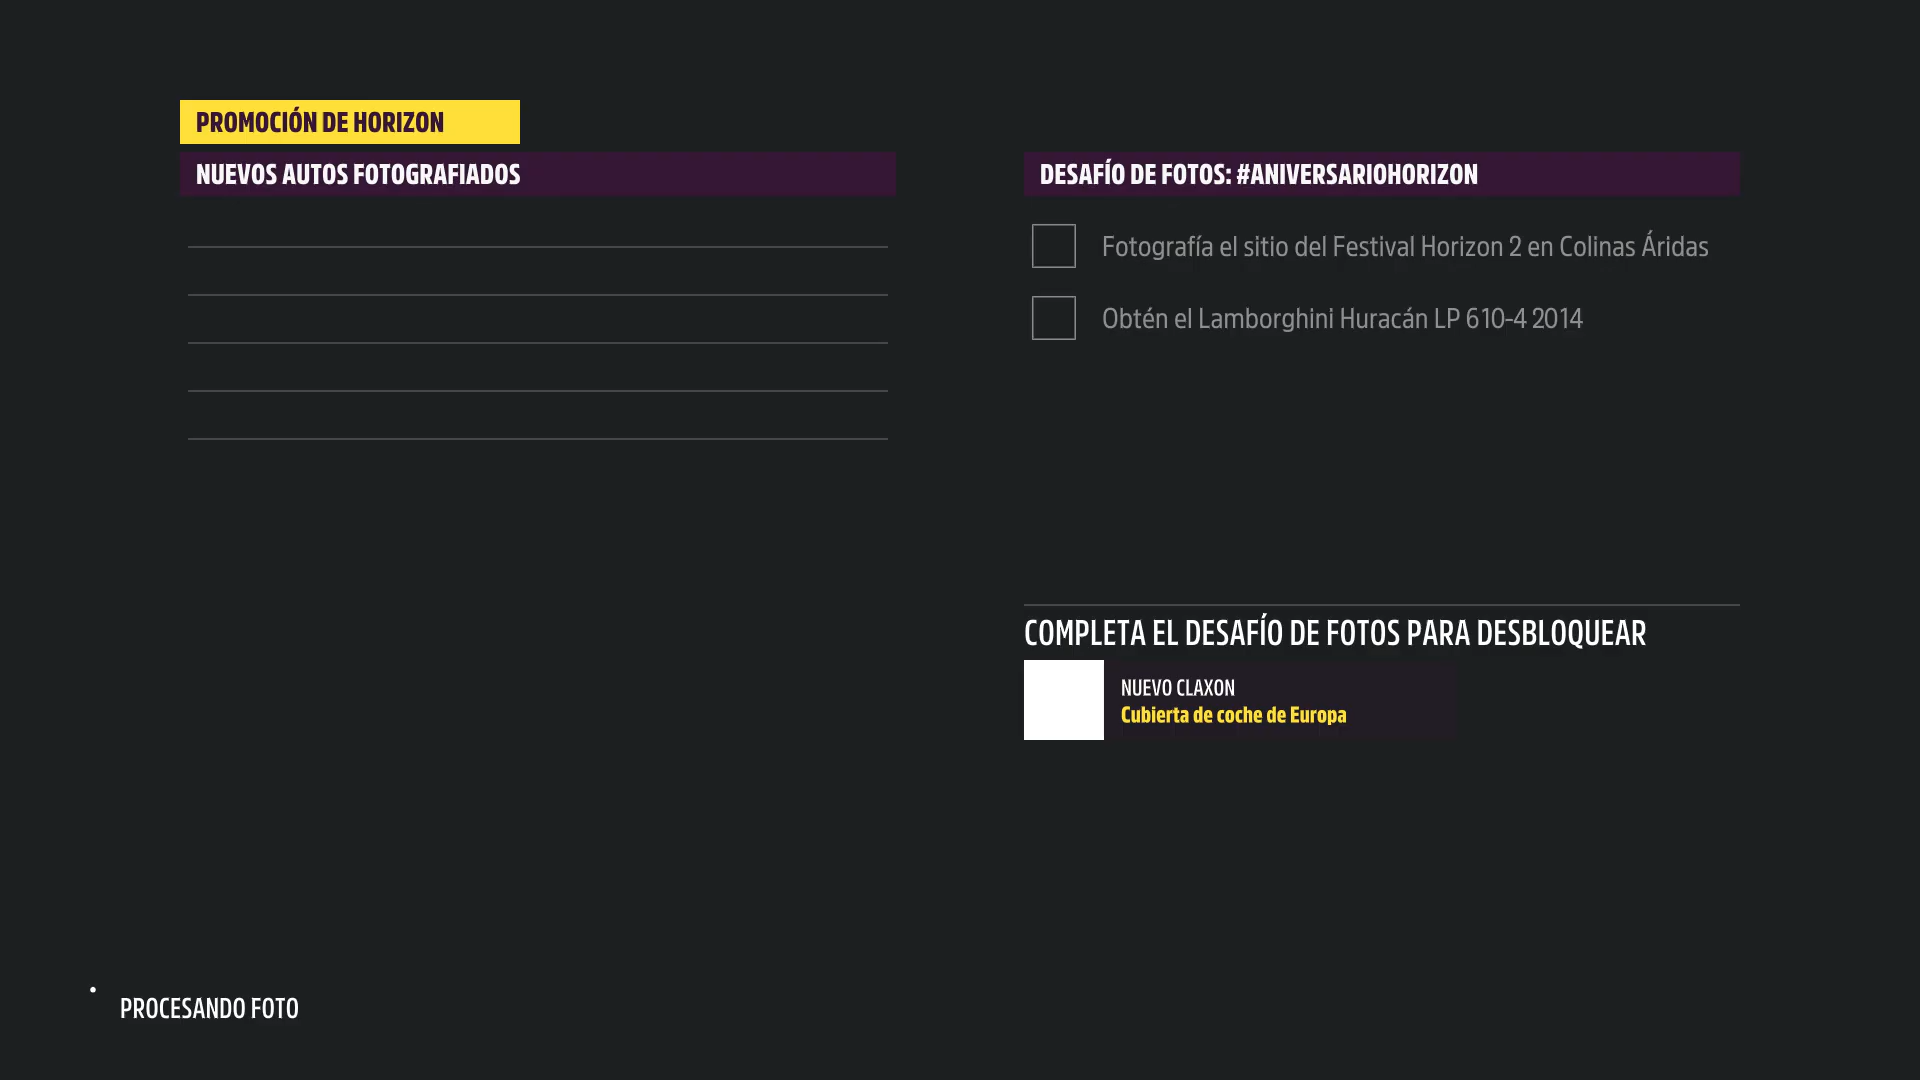 PROMOCIÓN DE HORIZON
NUEVOS AUTOS FOTOGRAFIADOS
DESAFÍO DE FOTOS: #ANIVERSARIOHORIZON
Fotografía el sitio del Festival Horizon 2 en Colinas Áridas
Obtén el Lamborghini Huracán LP 610-4 2014
COMPLETA EL DESAFÍO DE FOTOS PARA DESBLOQUEAR
NUEVO CLAXON
Cubierta de coche de Europa
PROCESANDO FOTO